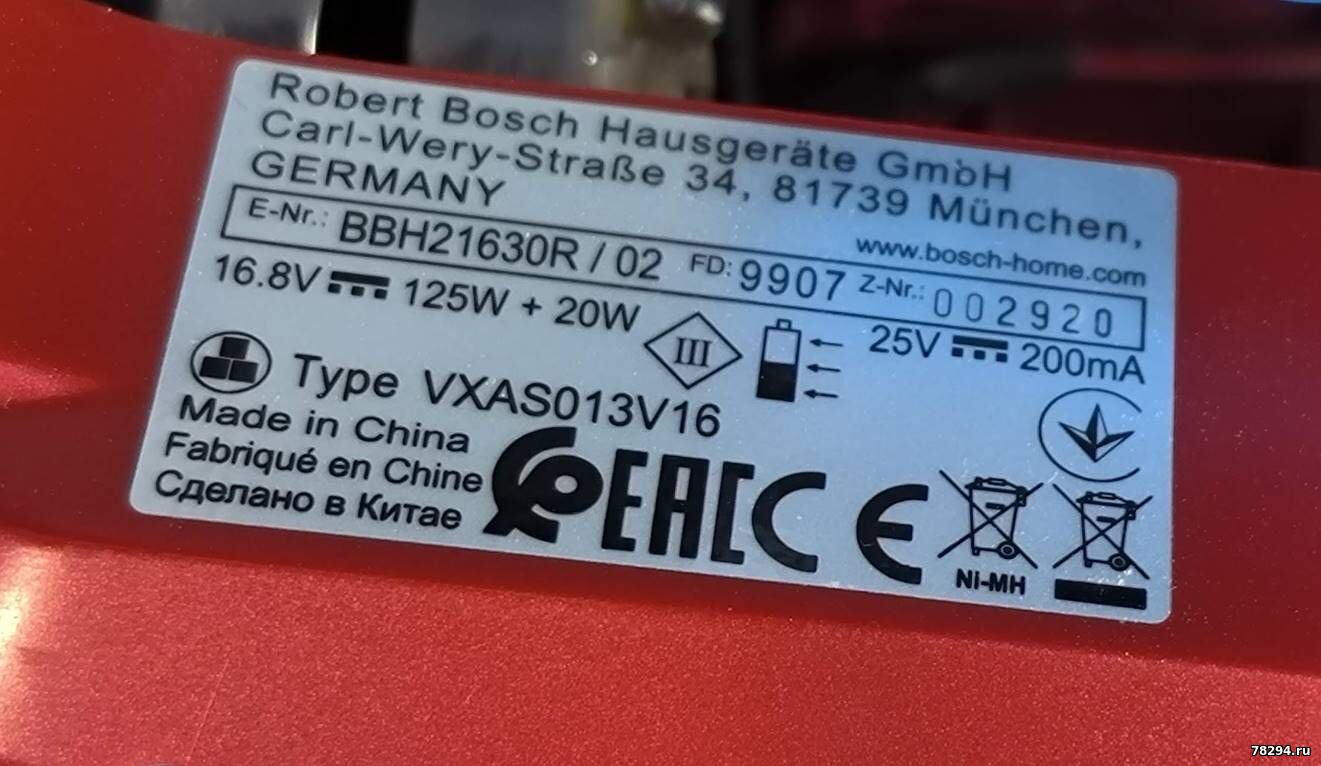 Robert Bosch Hausgeräte GmbH
Carl-Wery-Straße 34, 81739 München,
GERMANY
www.bosch-home.com
E-Nr.: BBH21630R / 02 FD: 9907 Z-Nr.: 002920
16.8V 125W + 20W III 25V 200mA
Type VXAS013V16
Made in China
Fabriqué en Chine
Сделано в Китае
EAC CE
Ni-MH
78294.ru